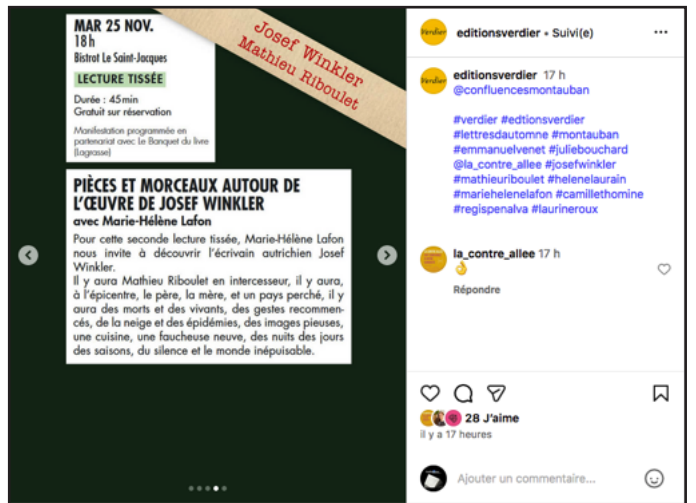 MAR 25 NOV.
18h
Bistrot Le Saint-Jacques
LECTURE TISSÉE
Durée : 45min
Gratuit sur réservation
Manifestation programmée en
partenariat avec Le Banquet du livre
(Lagrasse)
Josef Winkler
Mathieu Riboulet
PIÈCES ET MORCEAUX AUTOUR DE
L'ŒUVRE DE JOSEF WINKLER
avec Marie-Hélène Lafon
Pour cette seconde lecture tissée, Marie-Hélène Lafon
nous invite à découvrir l'écrivain autrichien Josef
Winkler.
Il y aura Mathieu Riboulet en intercesseur, il y aura,
à l'épicentre, le père, la mère, et un pays perché, il y
aura des morts et des vivants, des gestes recommen-
cés, de la neige et des épidémies, des images pieuses,
une cuisine, une faucheuse neuve, des nuits des jours
des saisons, du silence et le monde inépuisable.
Verdier
editionsverdier • Suivi(e)
Verdier
editionsverdier 17 h
@confluencesmontauban
#verdier #edtionsverdier
#lettresdautomne #montauban
#emmanuelvenet #juliebouchard
@la_contre_allee #josefwinkler
#mathieuriboulet #helenelaurain
#mariehelenelafon #camillethomine
#regispenalva #laurineroux
la_contre_allee 17 h
👌
Répondre
28 J'aime
il y a 17 heures
Ajouter un commentaire...